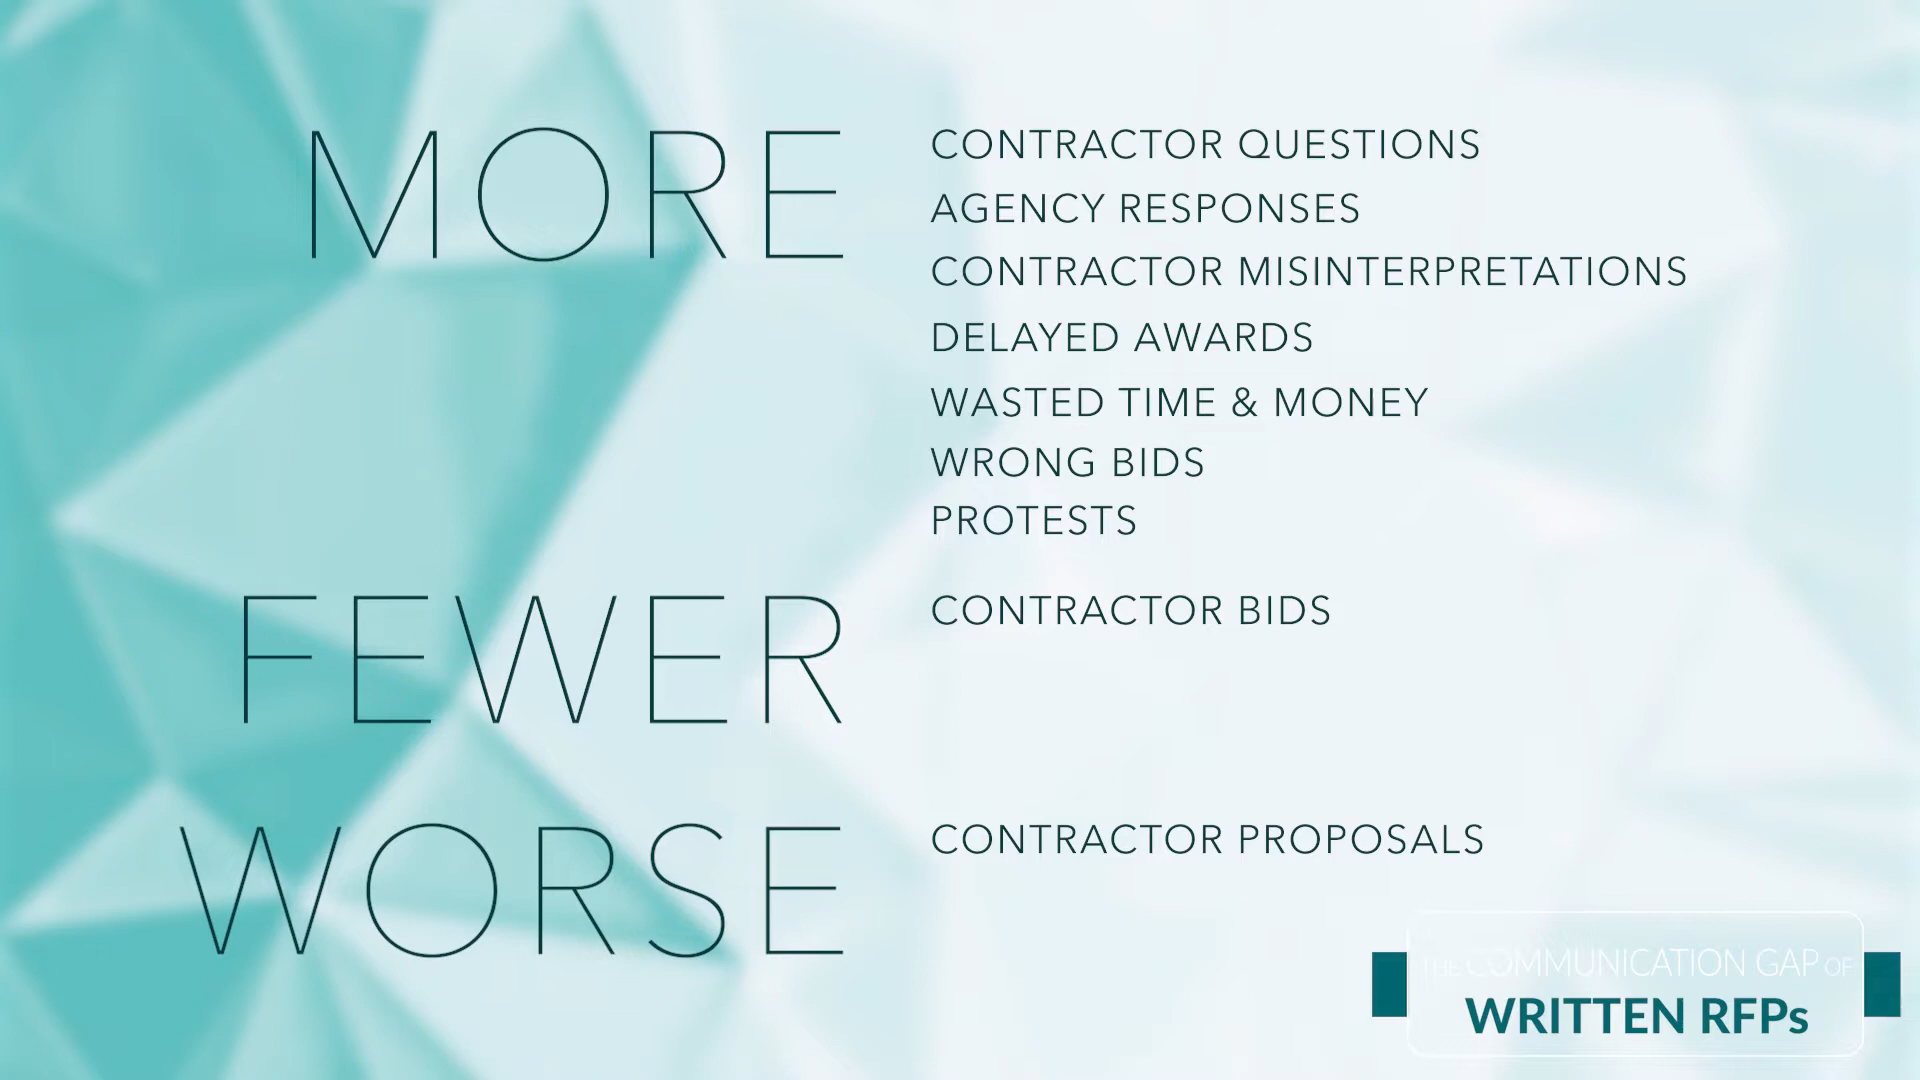 MORE
CONTRACTOR QUESTIONS
AGENCY RESPONSES
CONTRACTOR MISINTERPRETATIONS
DELAYED AWARDS
WASTED TIME & MONEY
WRONG BIDS
PROTESTS
FEWER
CONTRACTOR BIDS
WORSE
CONTRACTOR PROPOSALS
THE COMMUNICATION GAP OF
WRITTEN RFPs